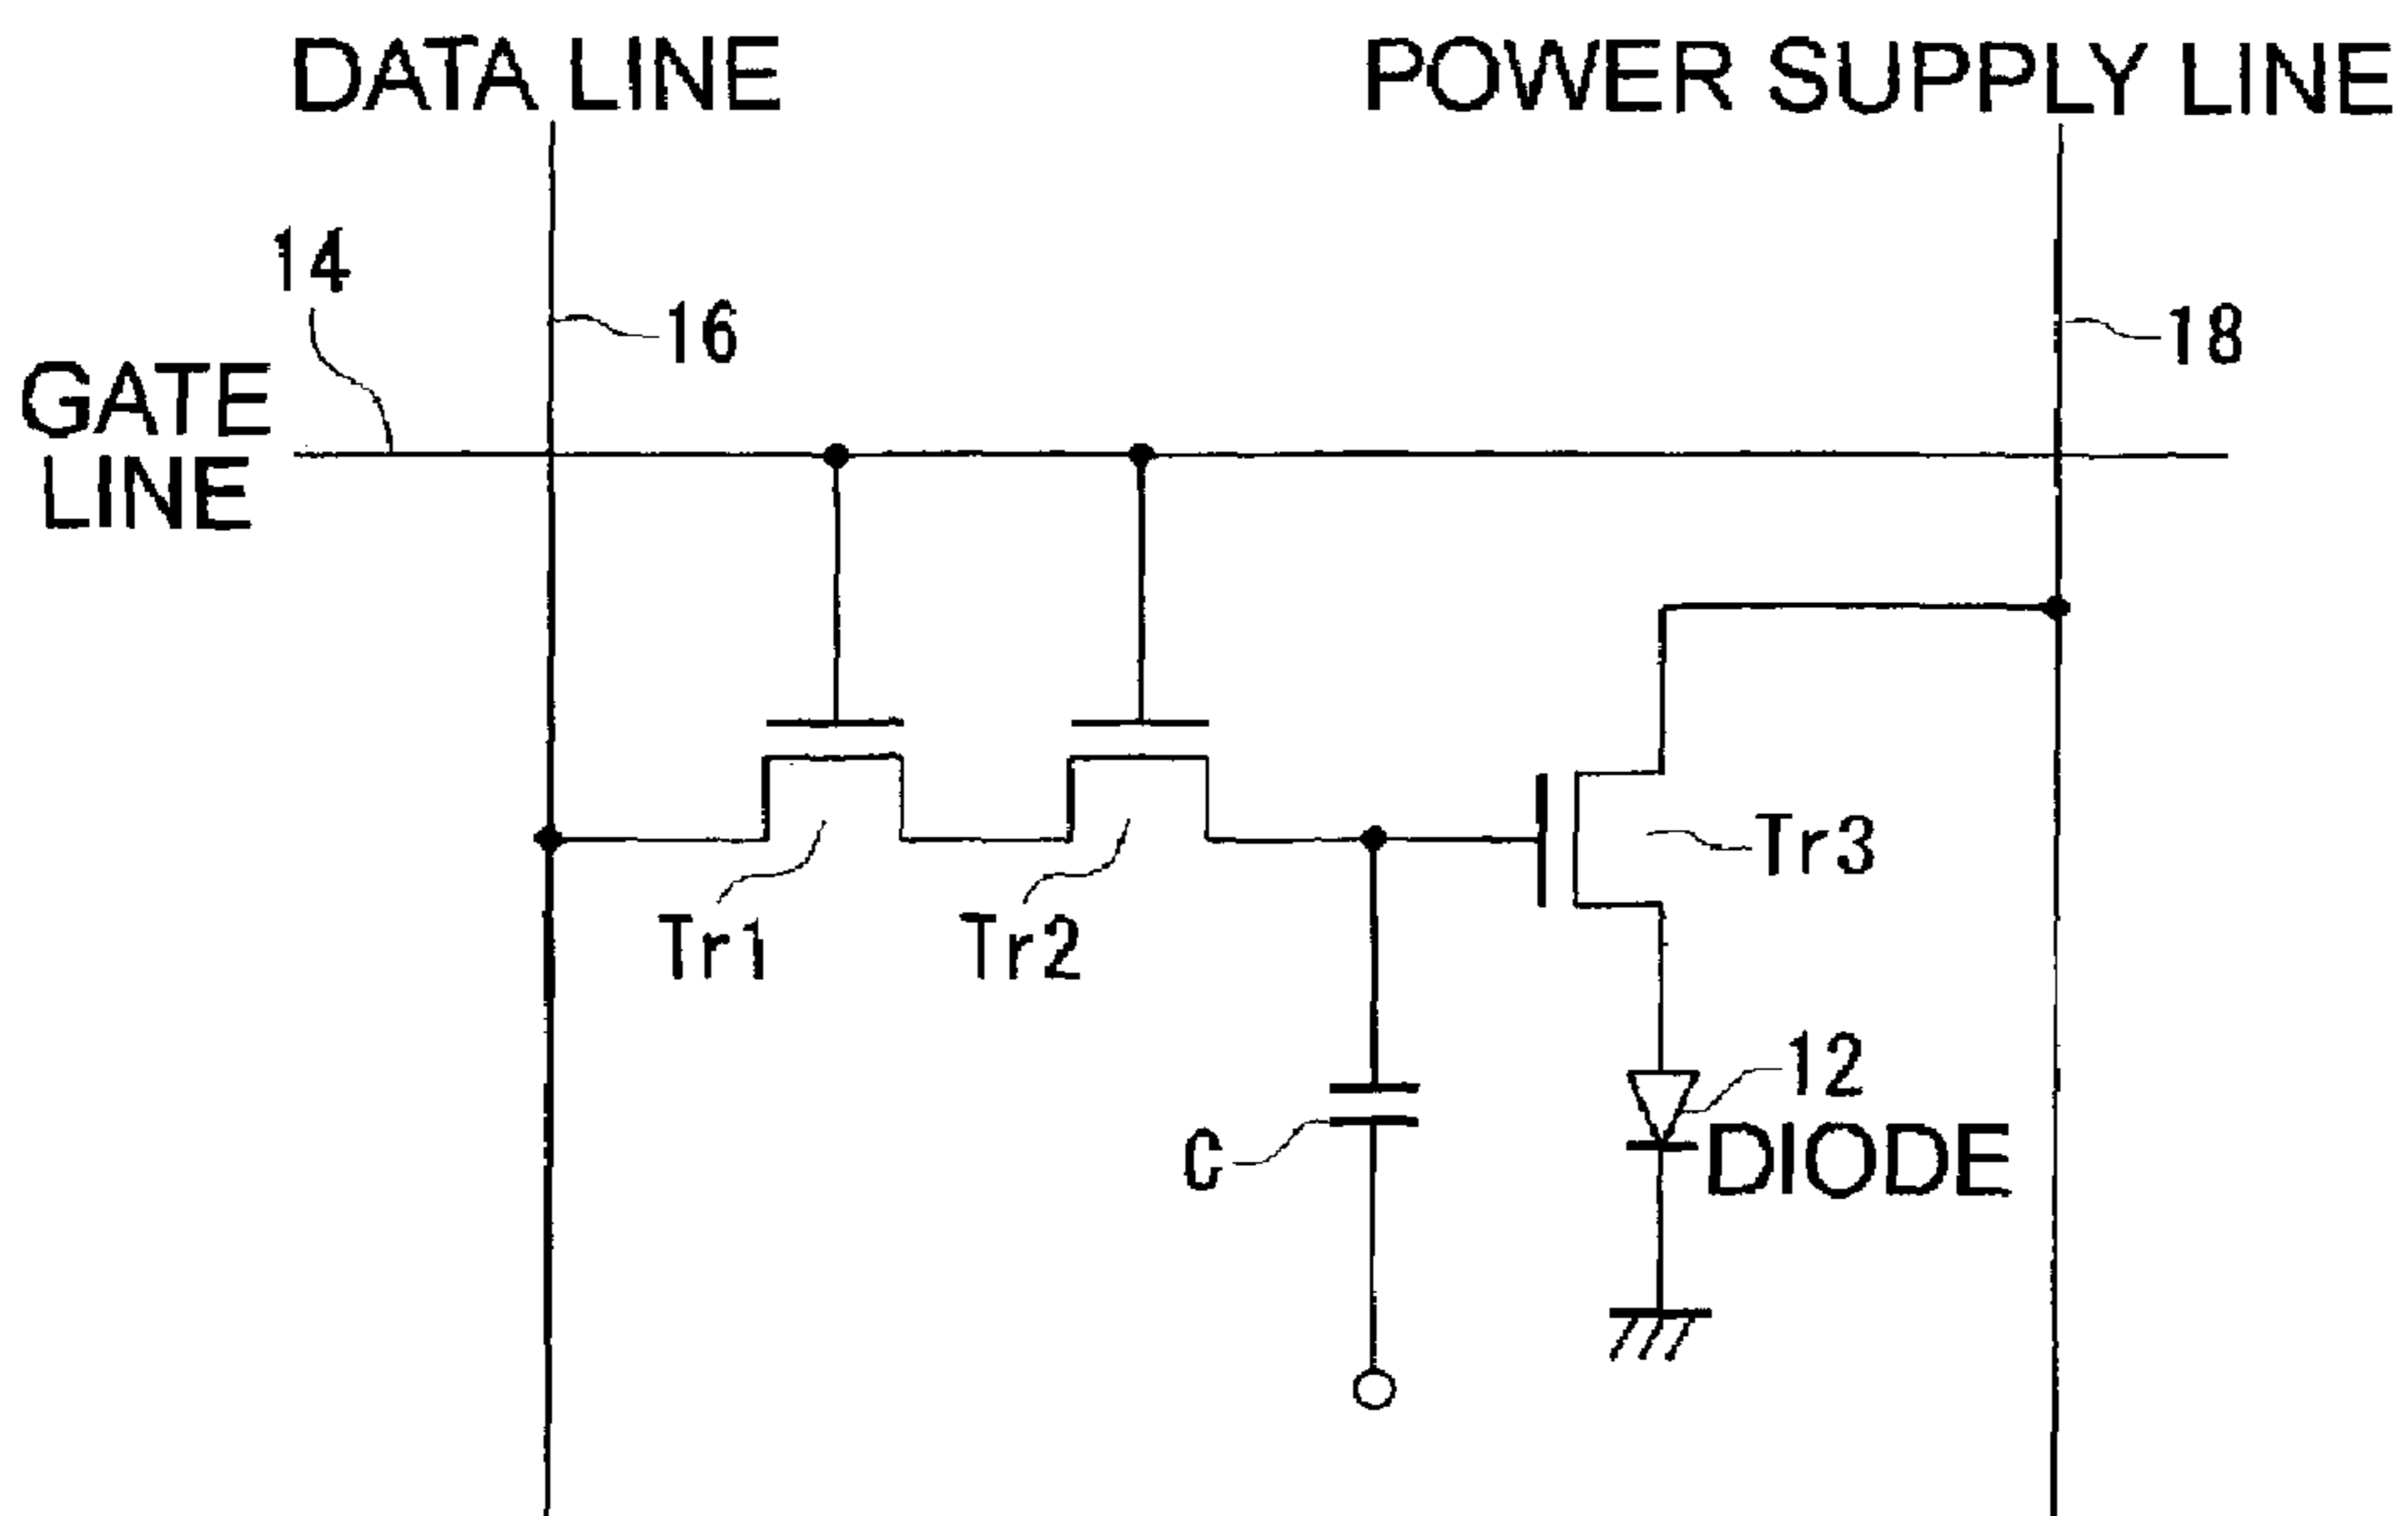 DATA LINE
POWER SUPPLY LINE
14
16
18
GATE
LINE
Tr3
Tr1
Tr2
12
C
DIODE